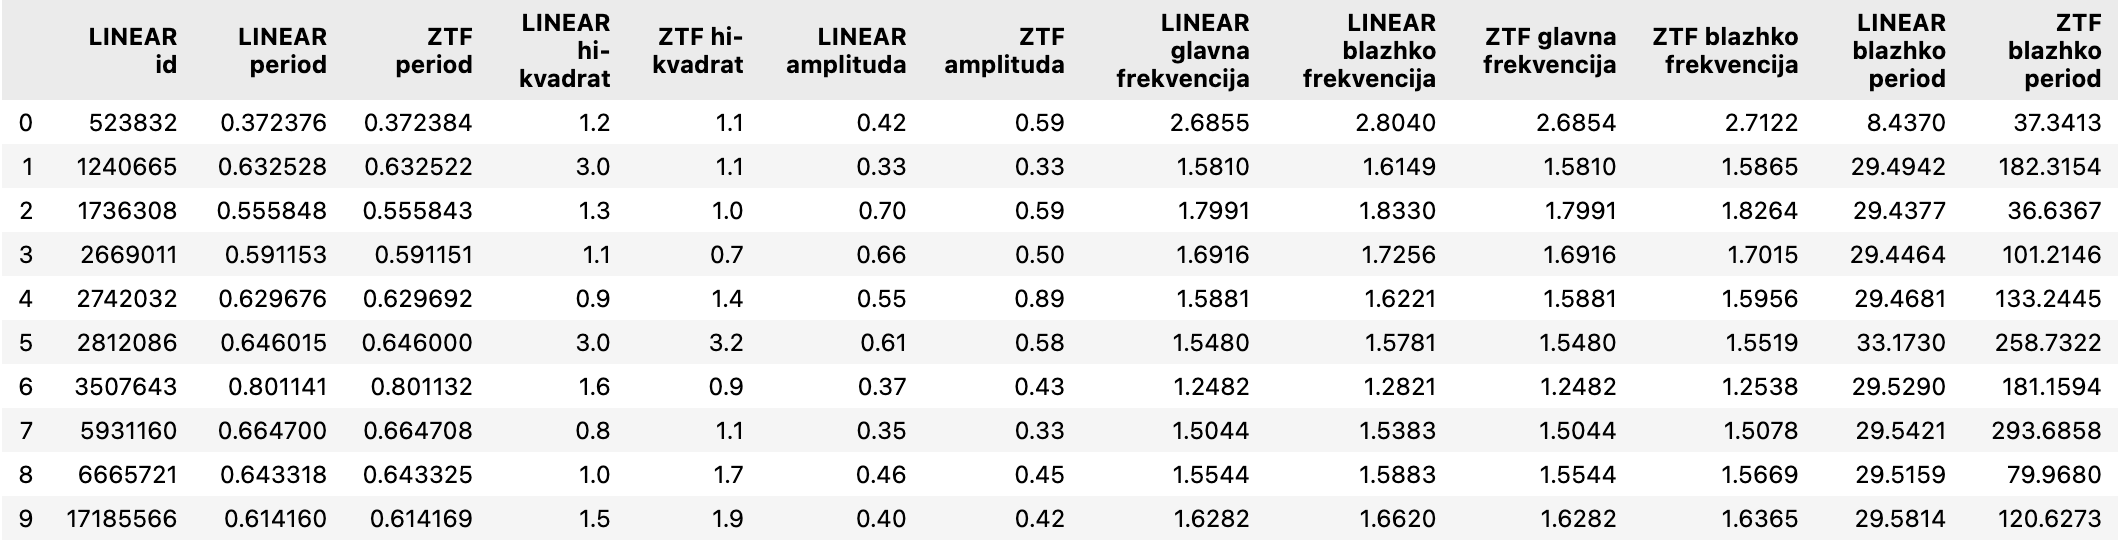 LINEAR id LINEAR period ZTF period LINEAR hi-kvadrat ZTF hi-kvadrat LINEAR amplituda ZTF amplituda LINEAR glavna frekvencija LINEAR blazhko frekvencija ZTF glavna frekvencija ZTF blazhko frekvencija LINEAR blazhko period ZTF blazhko period
0 523832 0.372376 0.372384 1.2 1.1 0.42 0.59 2.6855 2.8040 2.6854 2.7122 8.4370 37.3413
1 1240665 0.632528 0.632522 3.0 1.1 0.33 0.33 1.5810 1.6149 1.5810 1.5865 29.4942 182.3154
2 1736308 0.555848 0.555843 1.3 1.0 0.70 0.59 1.7991 1.8330 1.7991 1.8264 29.4377 36.6367
3 2669011 0.591153 0.591151 1.1 0.7 0.66 0.50 1.6916 1.7256 1.6916 1.7015 29.4464 101.2146
4 2742032 0.629676 0.629692 0.9 1.4 0.55 0.89 1.5881 1.6221 1.5881 1.5956 29.4681 133.2445
5 2812086 0.646015 0.646000 3.0 3.2 0.61 0.58 1.5480 1.5781 1.5480 1.5519 33.1730 258.7322
6 3507643 0.801141 0.801132 1.6 0.9 0.37 0.43 1.2482 1.2821 1.2482 1.2538 29.5290 181.1594
7 5931160 0.664700 0.664708 0.8 1.1 0.35 0.33 1.5044 1.5383 1.5044 1.5078 29.5421 293.6858
8 6665721 0.643318 0.643325 1.0 1.7 0.46 0.45 1.5544 1.5883 1.5544 1.5669 29.5159 79.9680
9 17185566 0.614160 0.614169 1.5 1.9 0.40 0.42 1.6282 1.6620 1.6282 1.6365 29.5814 120.6273